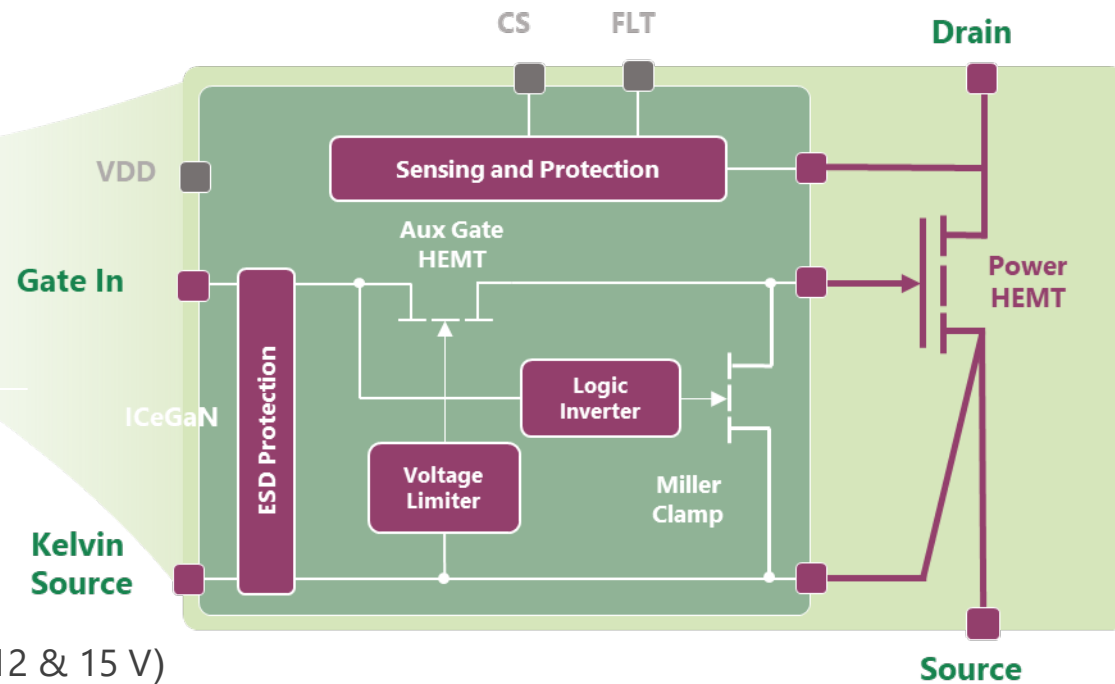 CS
FLT
Drain
VDD
Sensing and Protection
Aux Gate
HEMT
Gate In
Power
HEMT
ESD Protection
Logic
Inverter
ICeGaN
Voltage
Limiter
Miller
Clamp
Kelvin
Source
12 & 15 V)
Source